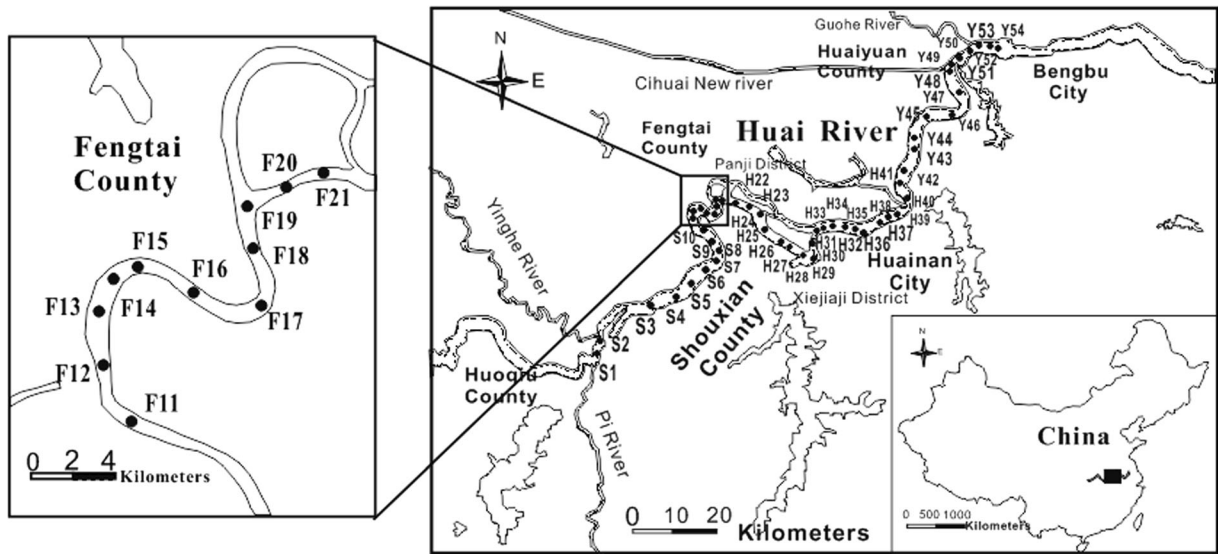 Fengtai
County
F20
F21
F19
F15
F18
F16
F13
F14
F17
F12
F11
0 2 4
Kilometers
Guohe River
Y50
Y53
Y54
N
Y49
Huaiyuan
County
Y52
E
Cihuai New river
Y48
Y51
Bengbu
City
Y47
Fengtai
County
Huai River
Y45
Y46
Y44
Panji District
Y43
H22
H41
Y42
H23
H34
H38
H40
Yinghe River
H24
H33
H35
H39
S10
H25
H37
S9
S8
H26
H31
H32
H36
S7
H27
H30
Huainan
City
S6
H28
H29
S5
Xiejiaji District
S4
S3
Shouxian
County
S2
S1
Huoqiu
County
Pi River
0 10 20
Kilometers
N
E
China
0 500 1000
Kilometers